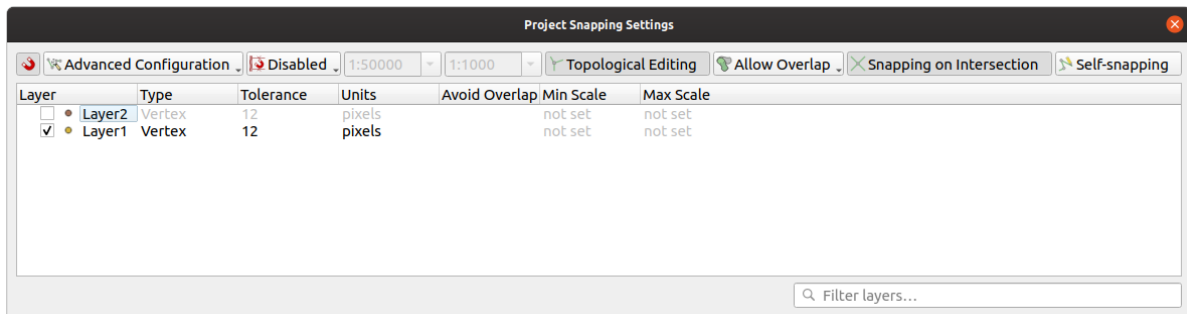 Project Snapping Settings
Advanced Configuration Disabled 1:50000 1:1000 Topological Editing Allow Overlap Snapping on Intersection Self-snapping
Layer Type Tolerance Units Avoid Overlap Min Scale Max Scale
Layer2 Vertex 12 pixels not set not set
Layer1 Vertex 12 pixels not set not set
Filter layers...